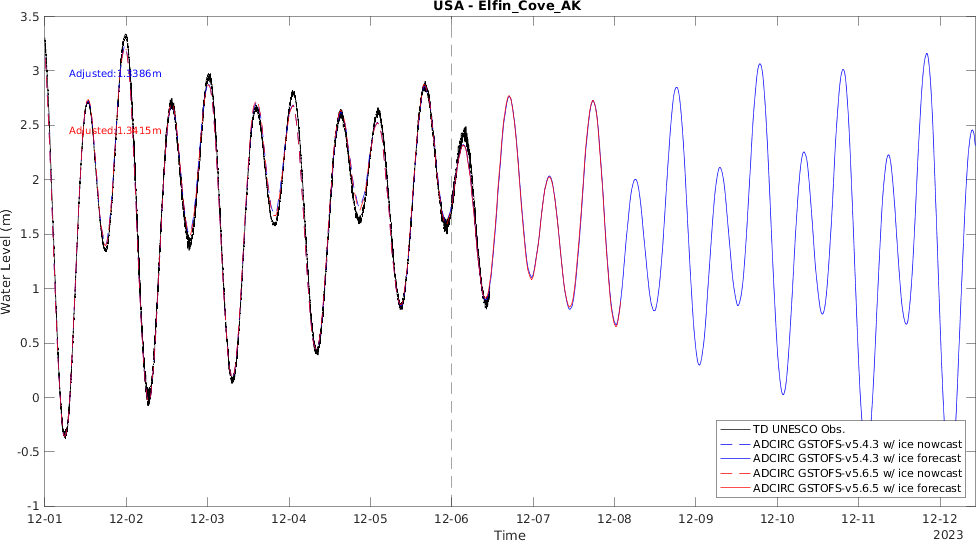 USA - Elfin_Cove_AK
3.5
3
2.5
2
1.5
1
0.5
0
-0.5
-1
Water Level (m)
Adjusted:1.3386m
Adjusted:1.3415m
TD UNESCO Obs.
ADCIRC GSTOFS-v5.4.3 w/ ice nowcast
ADCIRC GSTOFS-v5.4.3 w/ ice forecast
ADCIRC GSTOFS-v5.6.5 w/ ice nowcast
ADCIRC GSTOFS-v5.6.5 w/ ice forecast
12-01 12-02 12-03 12-04 12-05 12-06 12-07 12-08 12-09 12-10 12-11 12-12
2023
Time